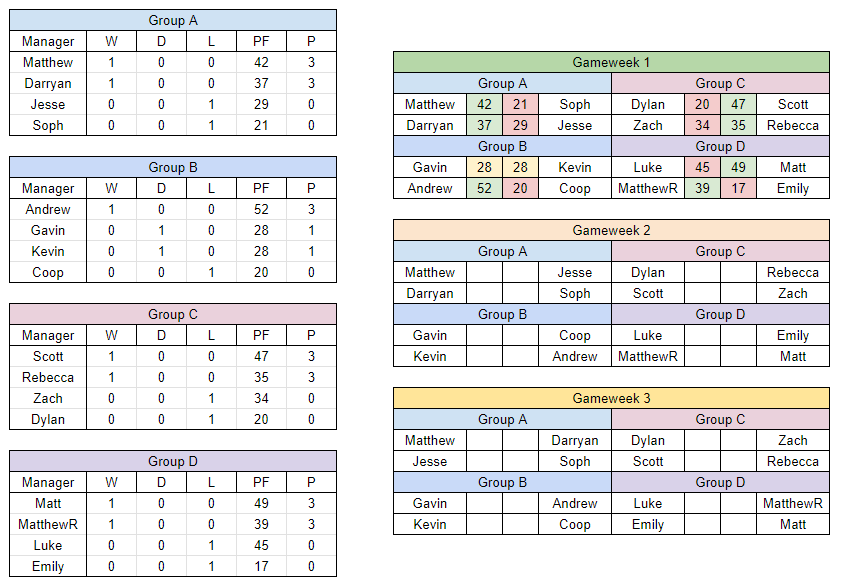 Group A
Manager W D L PF P
Matthew 1 0 0 42 3
Darryan 1 0 0 37 3
Jesse 0 0 1 29 0
Soph 0 0 1 21 0
Group B
Manager W D L PF P
Andrew 1 0 0 52 3
Gavin 0 1 0 28 1
Kevin 0 1 0 28 1
Coop 0 0 1 20 0
Group C
Manager W D L PF P
Scott 1 0 0 47 3
Rebecca 1 0 0 35 3
Zach 0 0 1 34 0
Dylan 0 0 1 20 0
Group D
Manager W D L PF P
Matt 1 0 0 49 3
MatthewR 1 0 0 39 3
Luke 0 0 1 45 0
Emily 0 0 1 17 0
Gameweek 1
Group A Group C
Matthew 42 21 Soph Dylan 20 47 Scott
Darryan 37 29 Jesse Zach 34 35 Rebecca
Group B Group D
Gavin 28 28 Kevin Luke 45 49 Matt
Andrew 52 20 Coop MatthewR 39 17 Emily
Gameweek 2
Group A Group C
Matthew Jesse Dylan Rebecca
Darryan Soph Scott Zach
Group B Group D
Gavin Coop Luke Emily
Kevin Andrew MatthewR Matt
Gameweek 3
Group A Group C
Matthew Darryan Dylan Zach
Jesse Soph Scott Rebecca
Group B Group D
Gavin Andrew Luke MatthewR
Kevin Coop Emily Matt